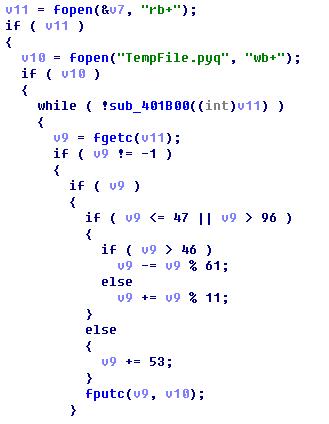 v11 = fopen(&v7, "rb+");
if ( v11 )
{
v10 = fopen("TempFile.pyq", "wb+");
if ( v10 )
{
while ( !sub_401B00((int)v11) )
{
v9 = fgetc(v11);
if ( v9 != -1 )
{
if ( v9 )
{
if ( v9 <= 47 || v9 > 96 )
{
if ( v9 > 46 )
v9 -= v9 % 61;
else
v9 += v9 % 11;
}
else
{
v9 += 53;
}
fputc(v9, v10);
}